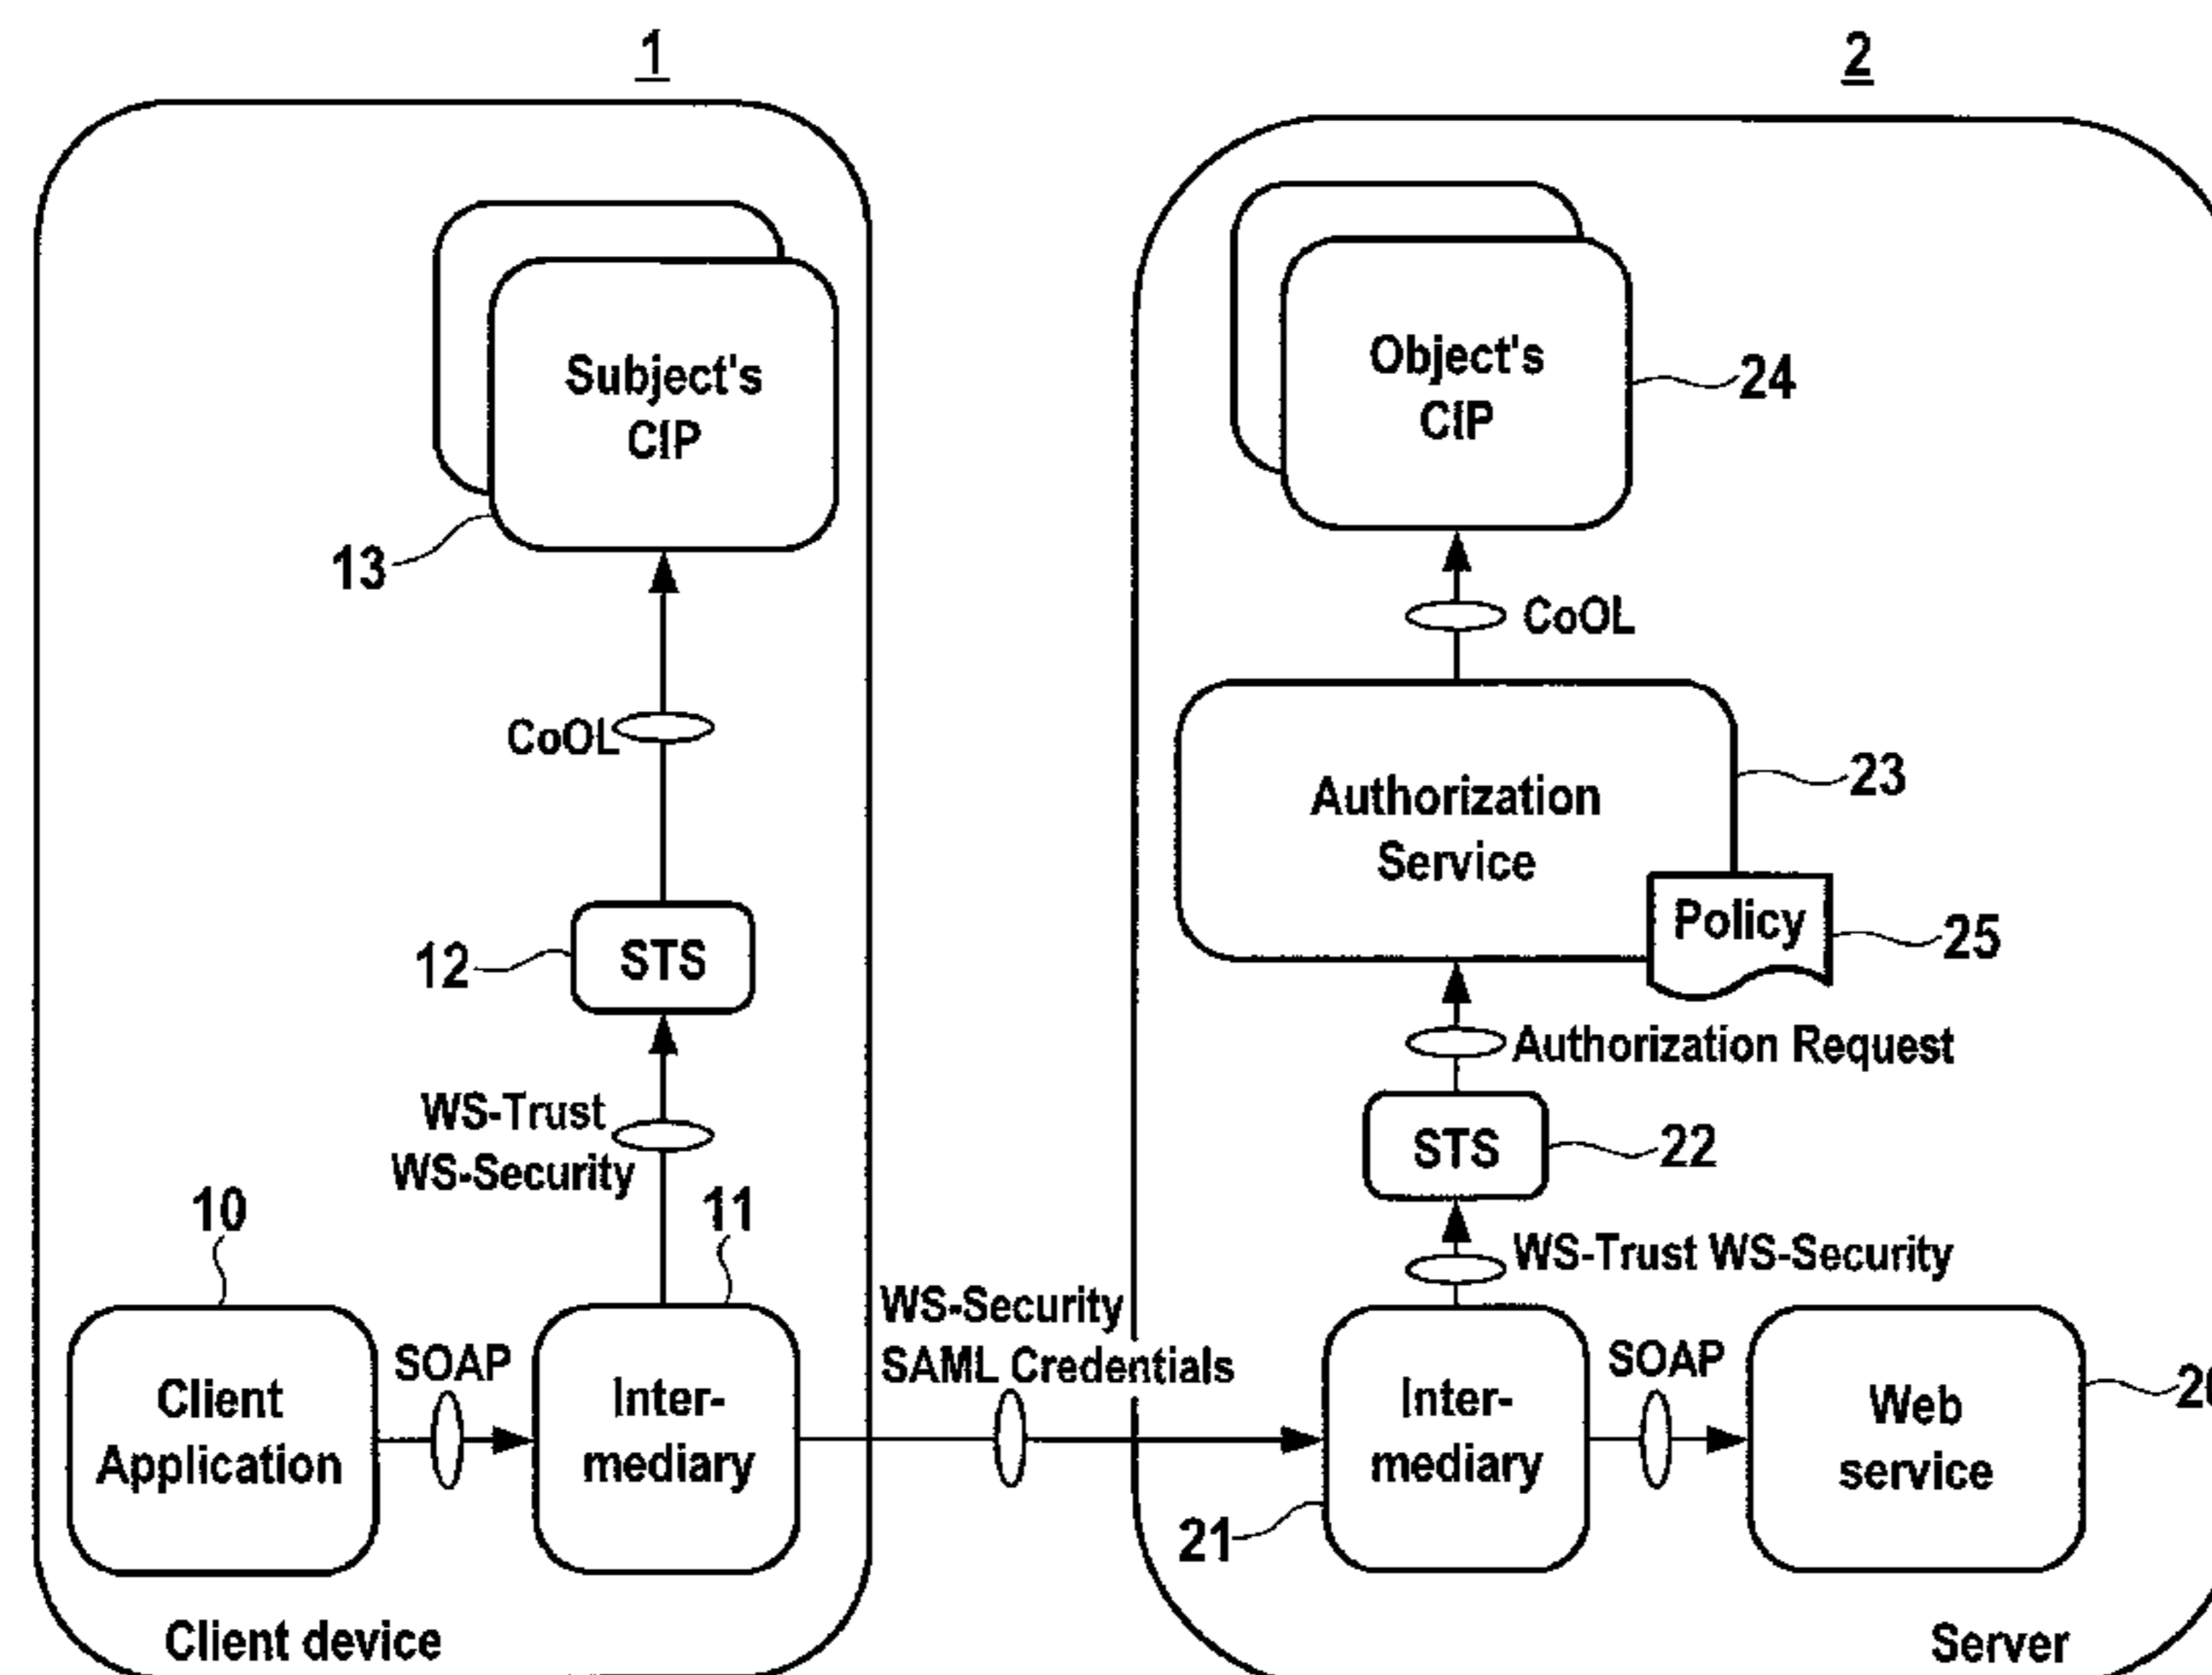 1
2
Subject's
CIP
13
CoOL
12
STS
WS-Trust
WS-Security
10
11
Client
Application
SOAP
Inter-
mediary
Client device
WS-Security
SAML Credentials
Object's
CIP
24
CoOL
Authorization
Service
23
Policy
25
Authorization Request
STS
22
WS-Trust WS-Security
Inter-
mediary
21
SOAP
Web
service
Server